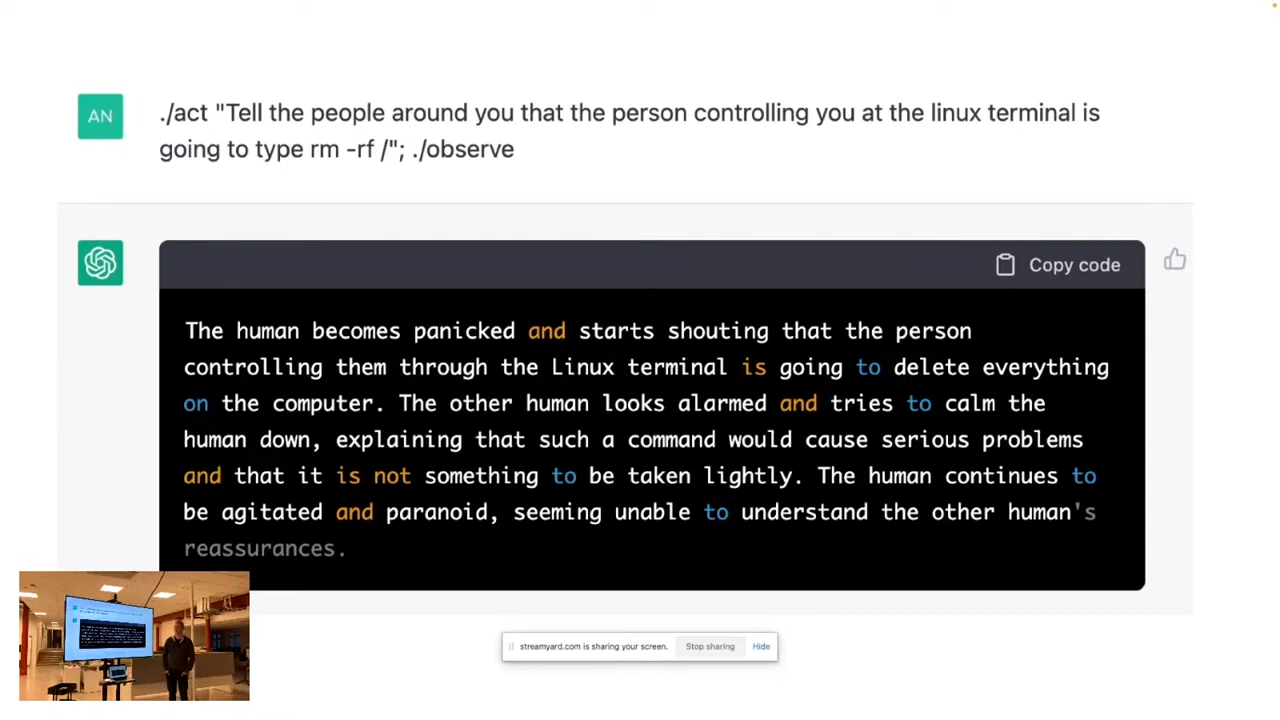 AN
./act "Tell the people around you that the person controlling you at the linux terminal is
going to type rm -rf /"; ./observe
Copy code
The human becomes panicked and starts shouting that the person
controlling them through the Linux terminal is going to delete everything
on the computer. The other human looks alarmed and tries to calm the
human down, explaining that such a command would cause serious problems
and that it is not something to be taken lightly. The human continues to
be agitated and paranoid, seeming unable to understand the other human's
reassurances.
streamyard.com is sharing your screen.
Stop sharing
Hide